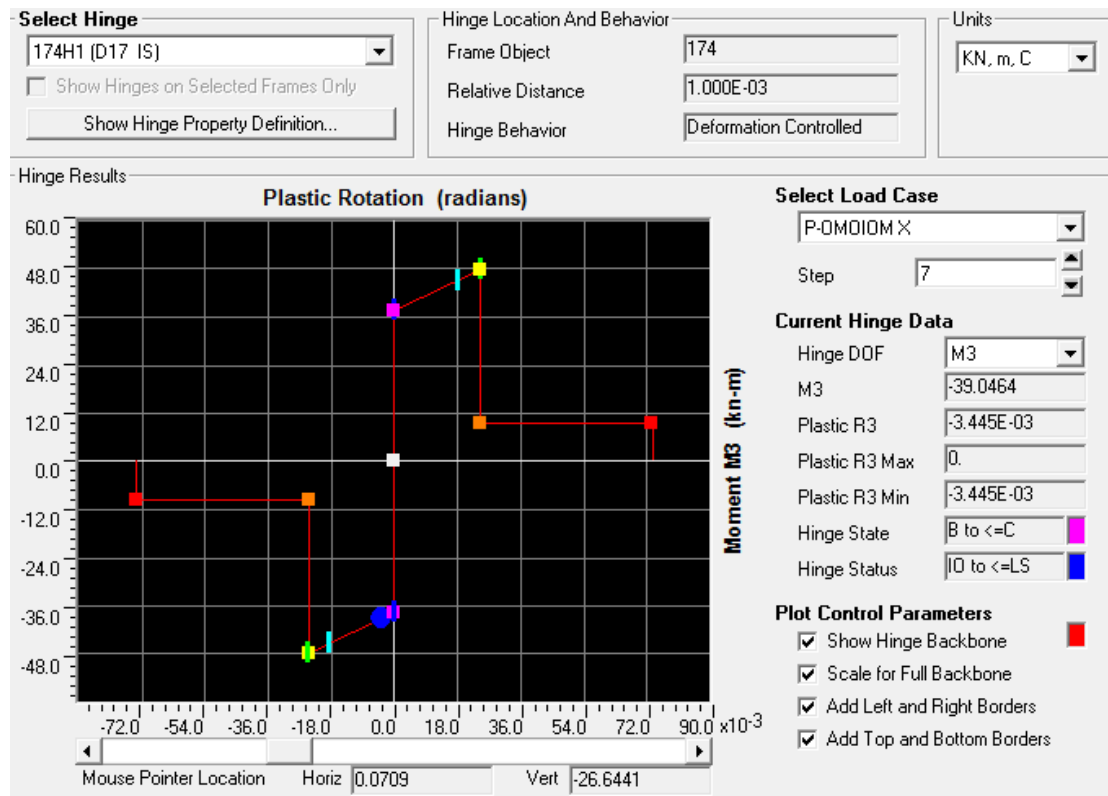 Select Hinge
174H1 (D17 IS)
Show Hinges on Selected Frames Only
Show Hinge Property Definition...
Hinge Location And Behavior
Frame Object 174
Relative Distance 1.000E-03
Hinge Behavior Deformation Controlled
Units
KN, m, C
Hinge Results
Plastic Rotation (radians)
60.0
48.0
36.0
24.0
12.0
0.0
-12.0
-24.0
-36.0
-48.0
Moment M3 (kn-m)
-72.0 -54.0 -36.0 -18.0 0.0 18.0 36.0 54.0 72.0 90.0 x10⁻³
Mouse Pointer Location Horiz 0.0709 Vert -26.6441
Select Load Case
P-OMOIOM X
Step 7
Current Hinge Data
Hinge DOF M3
M3 -39.0464
Plastic R3 -3.445E-03
Plastic R3 Max 0.
Plastic R3 Min -3.445E-03
Hinge State B to <=C
Hinge Status IO to <=LS
Plot Control Parameters
Show Hinge Backbone
Scale for Full Backbone
Add Left and Right Borders
Add Top and Bottom Borders